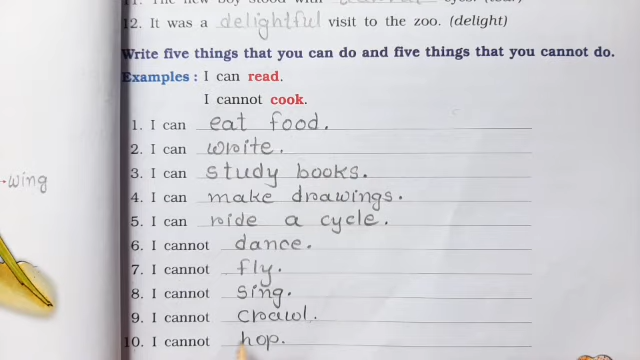 12. It was a delightful visit to the zoo. (delight)
Write five things that you can do and five things that you cannot do.
Examples : I can read.
I cannot cook.
1. I can eat food.
2. I can write.
3. I can study books.
-wing
4. I can make drawings.
5. I can ride a cycle.
6. I cannot dance.
7. I cannot fly.
8. I cannot sing.
9. I cannot crawl.
10. I cannot hop.